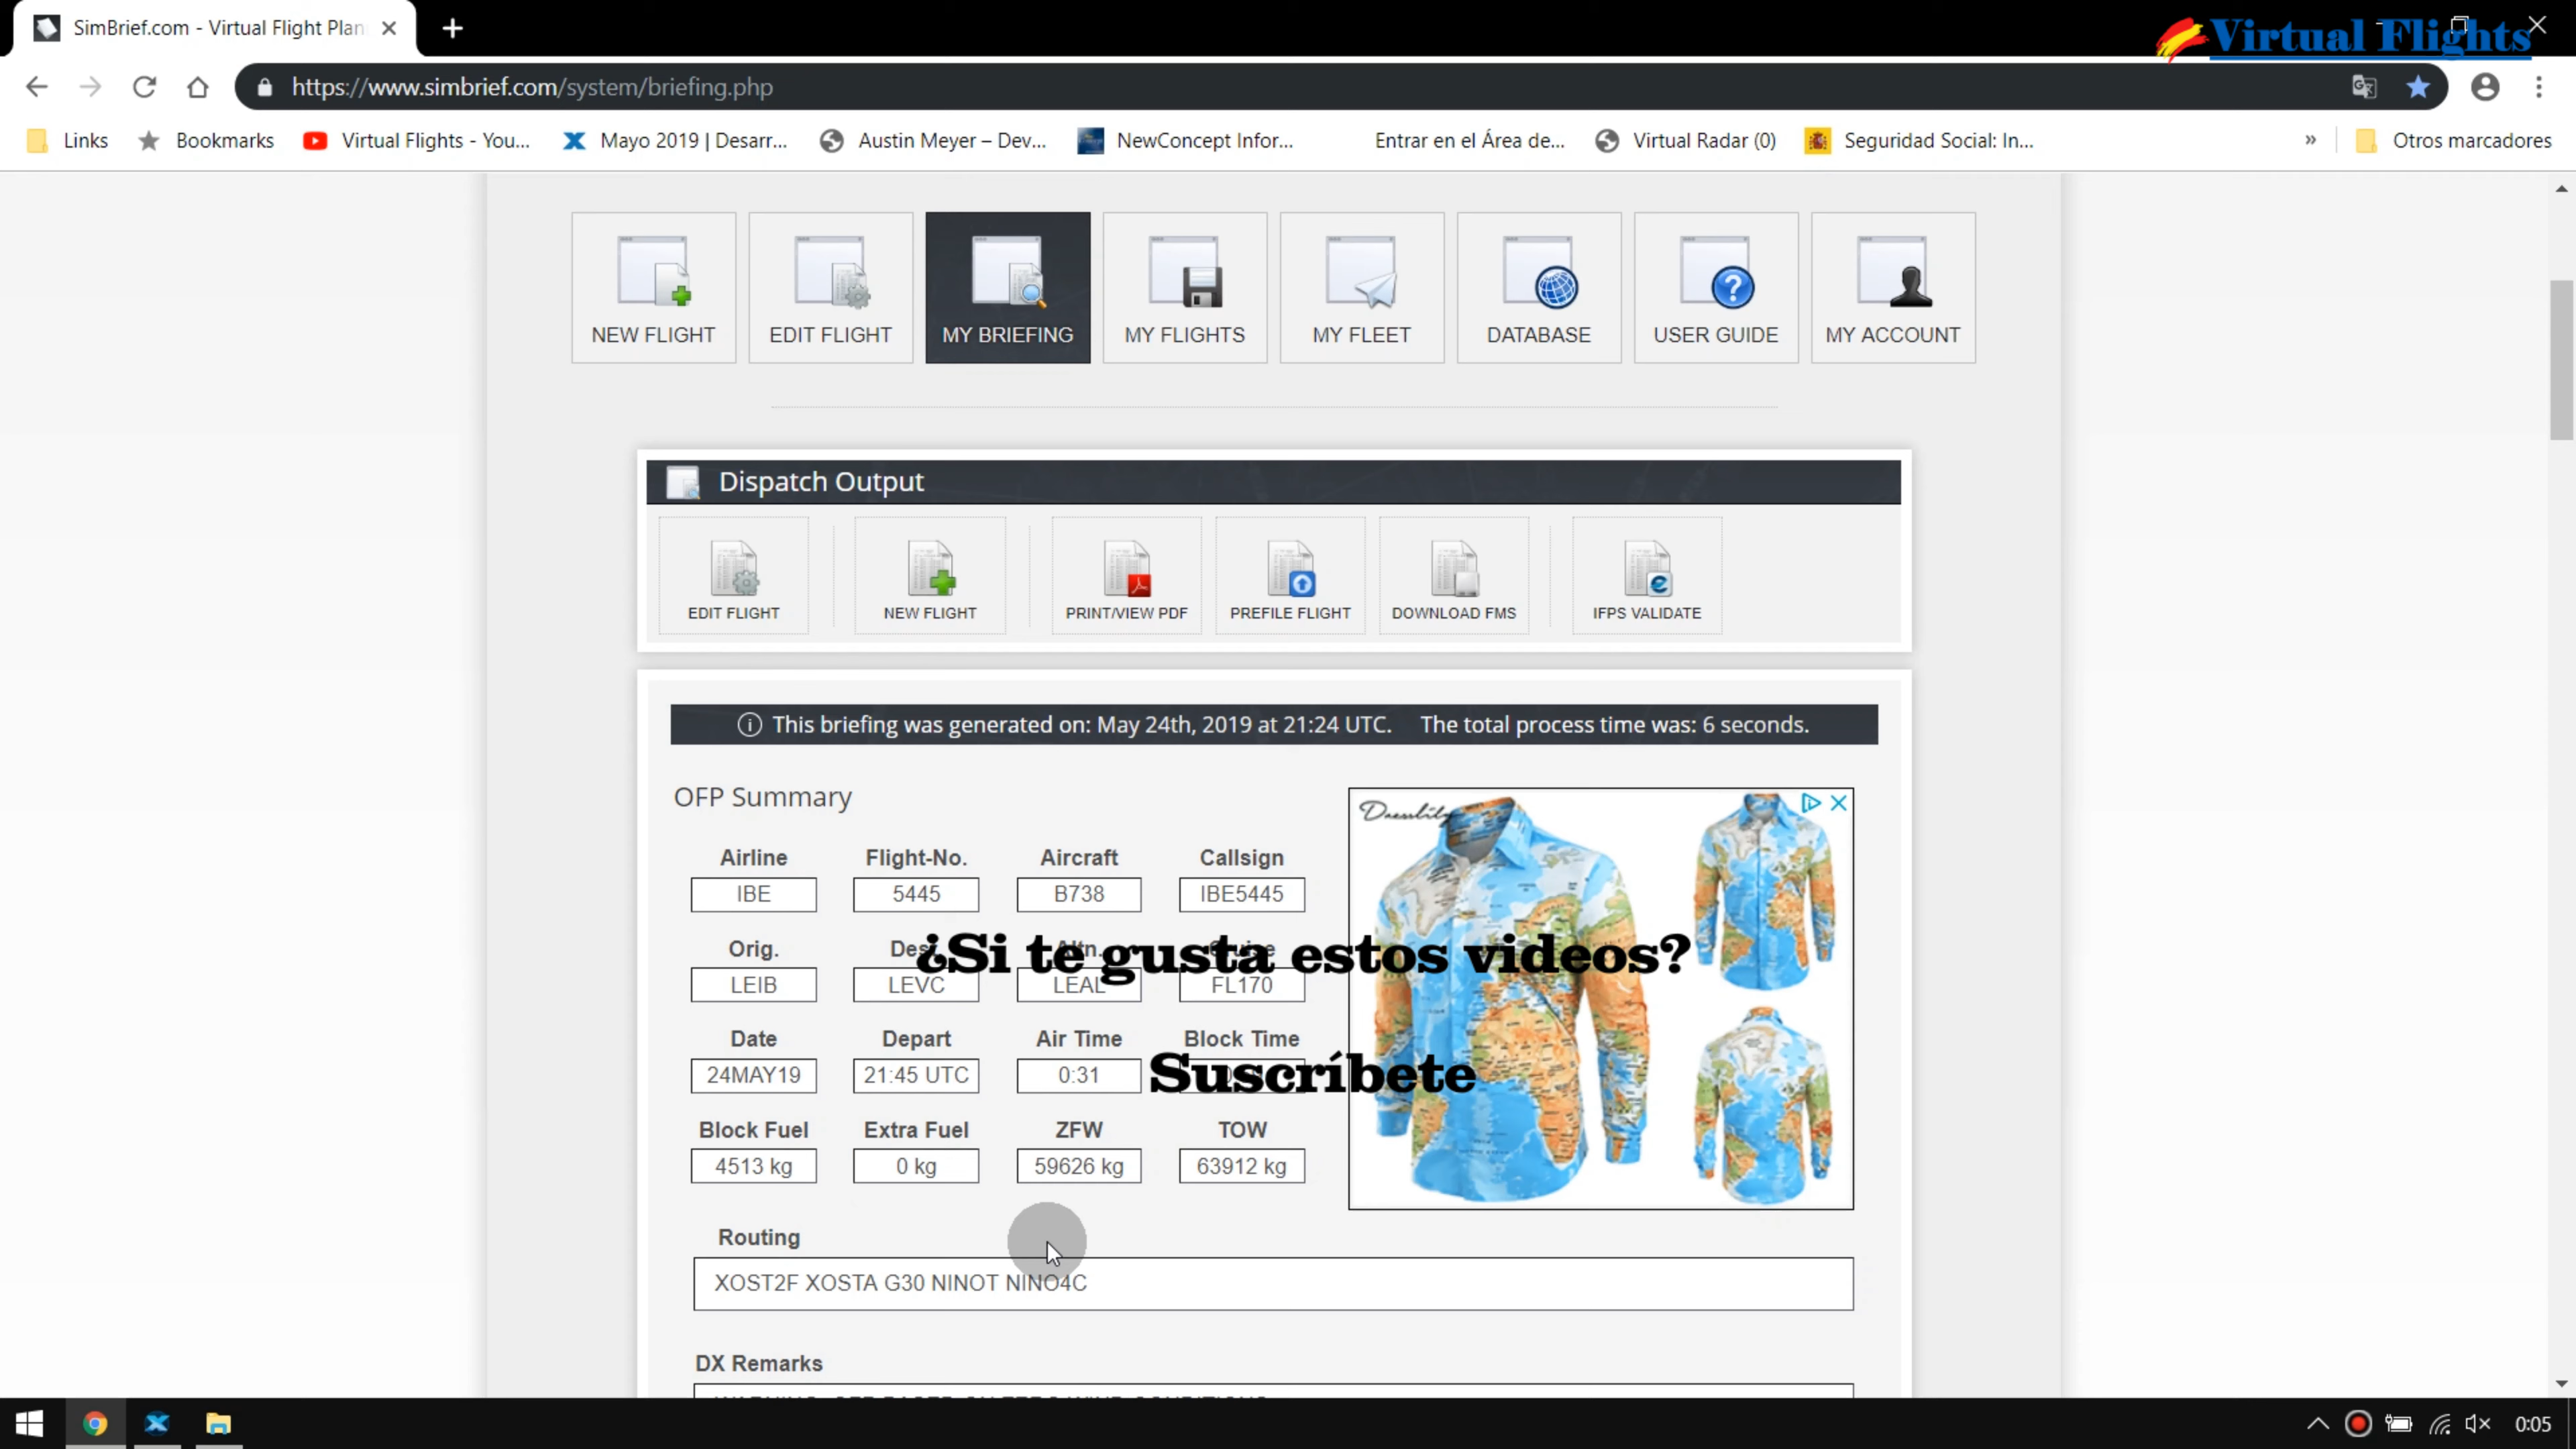 SimBrief.com - Virtual Flight Plan
Virtual Flights
https://www.simbrief.com/system/briefing.php
Links Bookmarks Virtual Flights - You... Mayo 2019 | Desarr... Austin Meyer – Dev... NewConcept Infor... Entrar en el Área de... Virtual Radar (0) Seguridad Social: In... » Otros marcadores
NEW FLIGHT EDIT FLIGHT MY BRIEFING MY FLIGHTS MY FLEET DATABASE USER GUIDE MY ACCOUNT
Dispatch Output
EDIT FLIGHT NEW FLIGHT PRINT/VIEW PDF PREFILE FLIGHT DOWNLOAD FMS IFPS VALIDATE
This briefing was generated on: May 24th, 2019 at 21:24 UTC. The total process time was: 6 seconds.
OFP Summary
Dresslily
Airline Flight-No. Aircraft Callsign
IBE 5445 B738 IBE5445
Orig. Altn.
¿Si te gusta estos videos?
LEIB LEVC LEAL FL170
Date Depart Air Time Block Time
24MAY19 21:45 UTC 0:31
Suscríbete
Block Fuel Extra Fuel ZFW TOW
4513 kg 0 kg 59626 kg 63912 kg
Routing
XOST2F XOSTA G30 NINOT NINO4C
DX Remarks
0:05